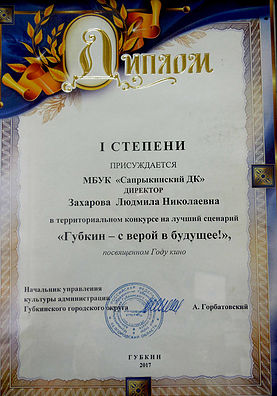 ДИПЛОМ
I СТЕПЕНИ
ПРИСУЖДАЕТСЯ
МБУК «Сапрыкинский ДК»
ДИРЕКТОР
Захарова Людмила Николаевна
в территориальном конкурсе на лучший сценарий
«Губкин – с верой в будущее!»,
посвященном Году кино
Начальник управления
культуры администрации
Губкинского городского округа
А. Горбатовский
ГУБКИН
2017